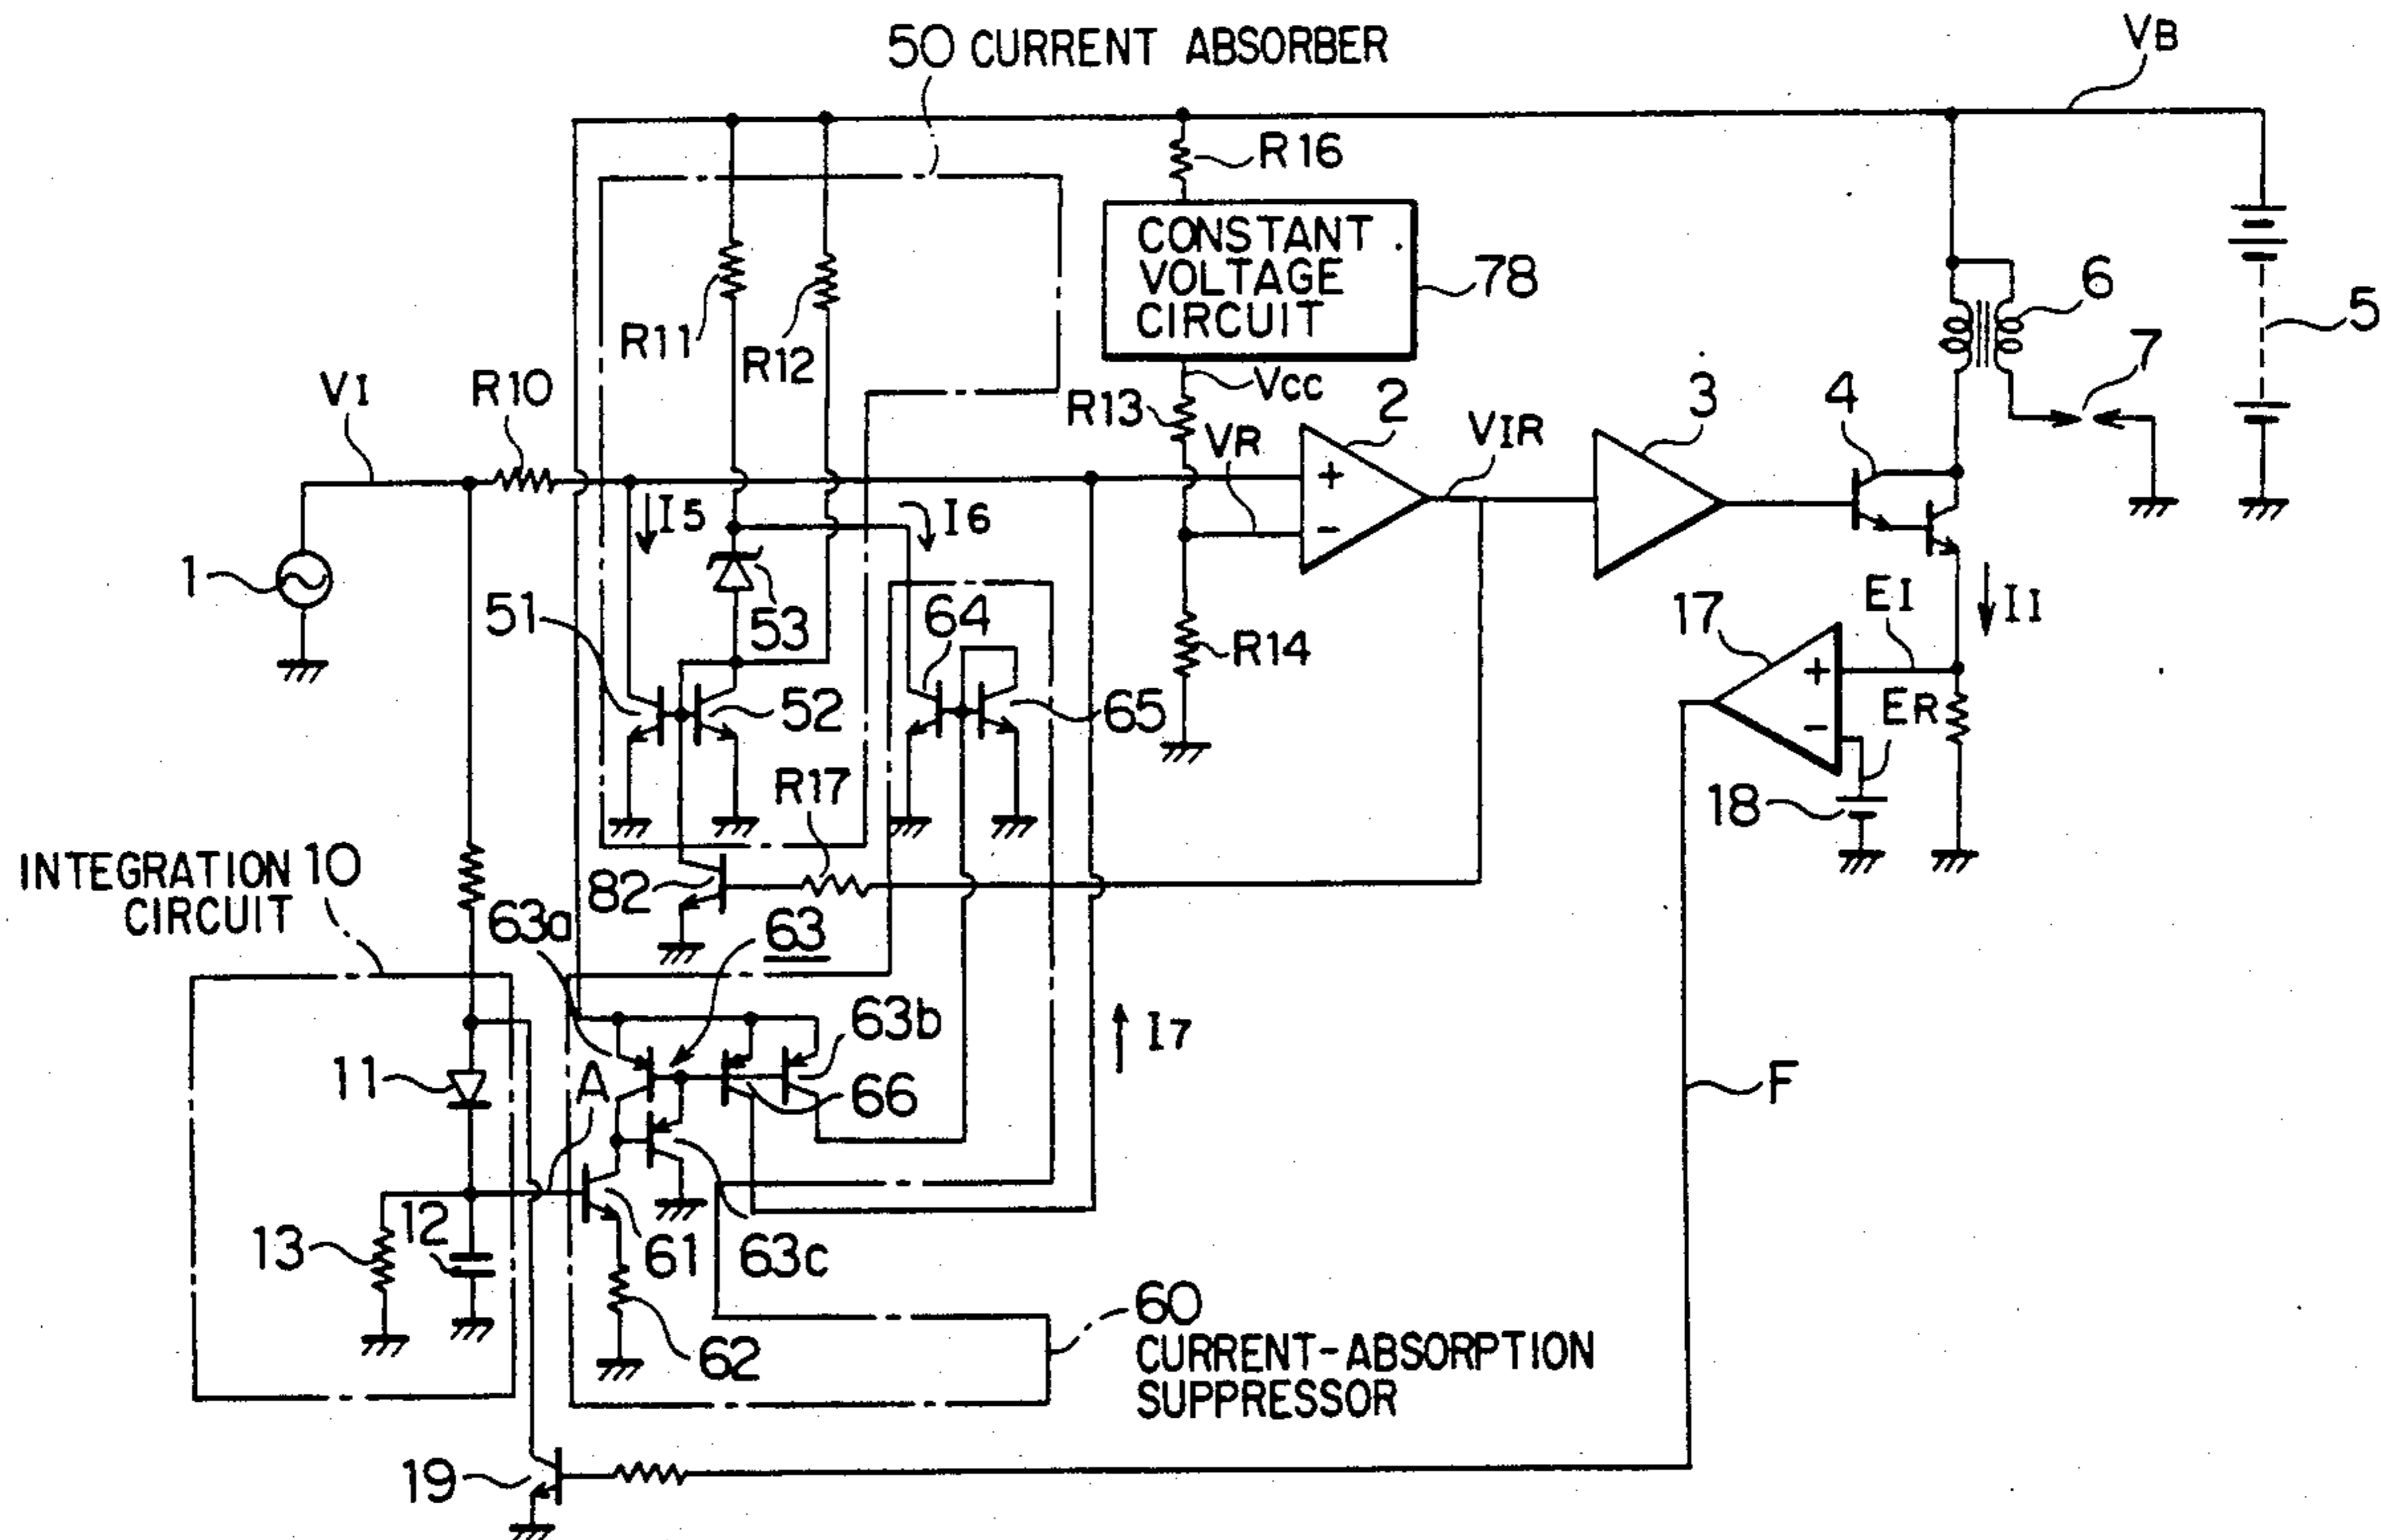 50 CURRENT ABSORBER
VB
R16
CONSTANT
VOLTAGE
CIRCUIT
78
6
5
7
R11
R12
VI
R10
VCC
R13
2
3
4
VR
VIR
+
-
I5
I6
1
51
53
64
R14
17
EI
II
+
ER
-
52
65
18
R17
INTEGRATION 10
CIRCUIT
82
63a
63
63b
I7
11
A
66
F
13
12
61
63c
60
CURRENT-ABSORPTION
SUPPRESSOR
62
19